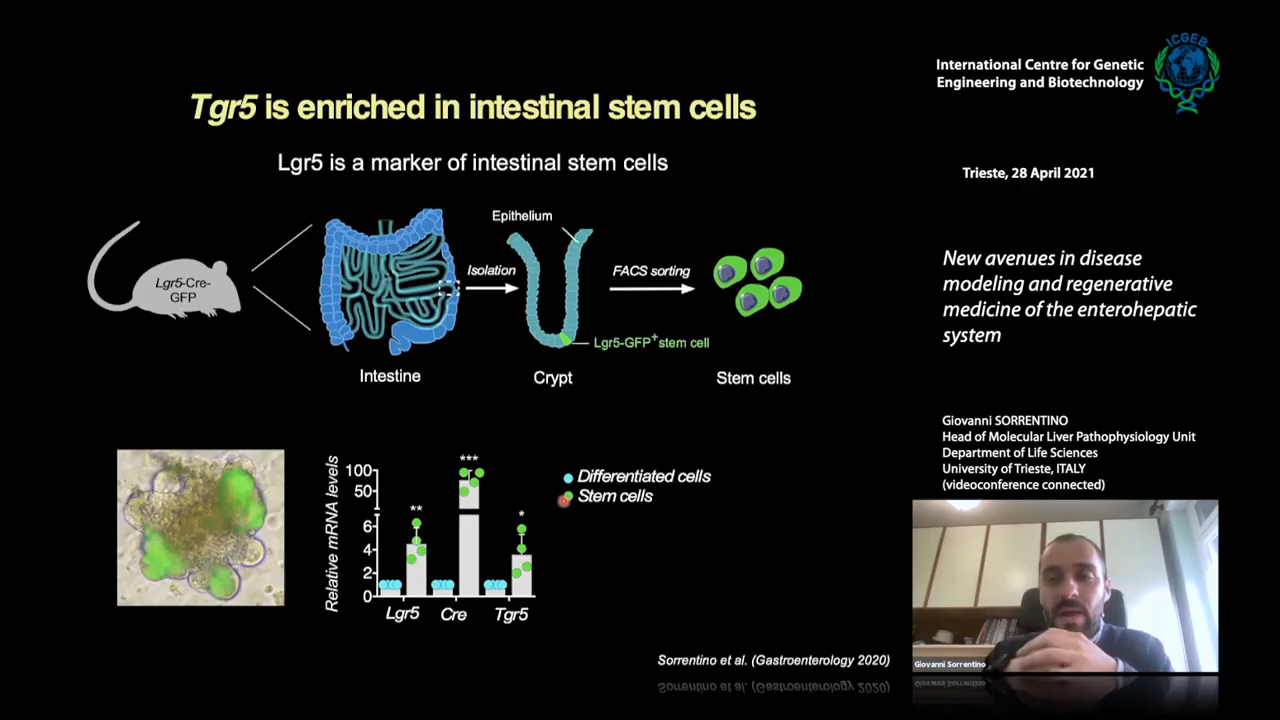 Tgr5 is enriched in intestinal stem cells
Lgr5 is a marker of intestinal stem cells
Lgr5-Cre-
GFP
Intestine
Isolation
Epithelium
Crypt
FACS sorting
Lgr5-GFP+stem cell
Stem cells
Relative mRNA levels
100
50
6
4
2
0
**
***
*
Lgr5 Cre Tgr5
Differentiated cells
Stem cells
Sorrentino et al. (Gastroenterology 2020)
ICGEB
International Centre for Genetic
Engineering and Biotechnology
Trieste, 28 April 2021
New avenues in disease
modeling and regenerative
medicine of the enterohepatic
system
Giovanni SORRENTINO
Head of Molecular Liver Pathophysiology Unit
Department of Life Sciences
University of Trieste, ITALY
(videoconference connected)
Giovanni Sorrentino